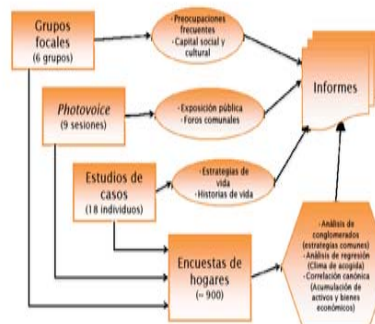 Grupos
focales
(6 grupos)
- Preocupaciones
frecuentes
- Capital social y
cultural
Informes
Photovoice
(9 sesiones)
- Exposición pública
- Foros comunales
Estudios de
casos
(18 individuos)
- Estrategias de
vida
- Historias de vida
Encuestas de
hogares
(≈ 900)
- Análisis de
conglomerados
(estrategias comunes)
- Análisis de regresión
(Clima de acogida)
- Correlación canónica
(Acumulación de
activos y bienes
económicos)